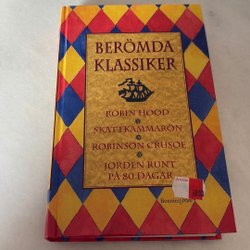 BERÖMDA
KLASSIKER
ROBIN HOOD
SKATTKAMMARÖN
ROBINSON CRUSOE
JORDEN RUNT
PÅ 80 DAGAR